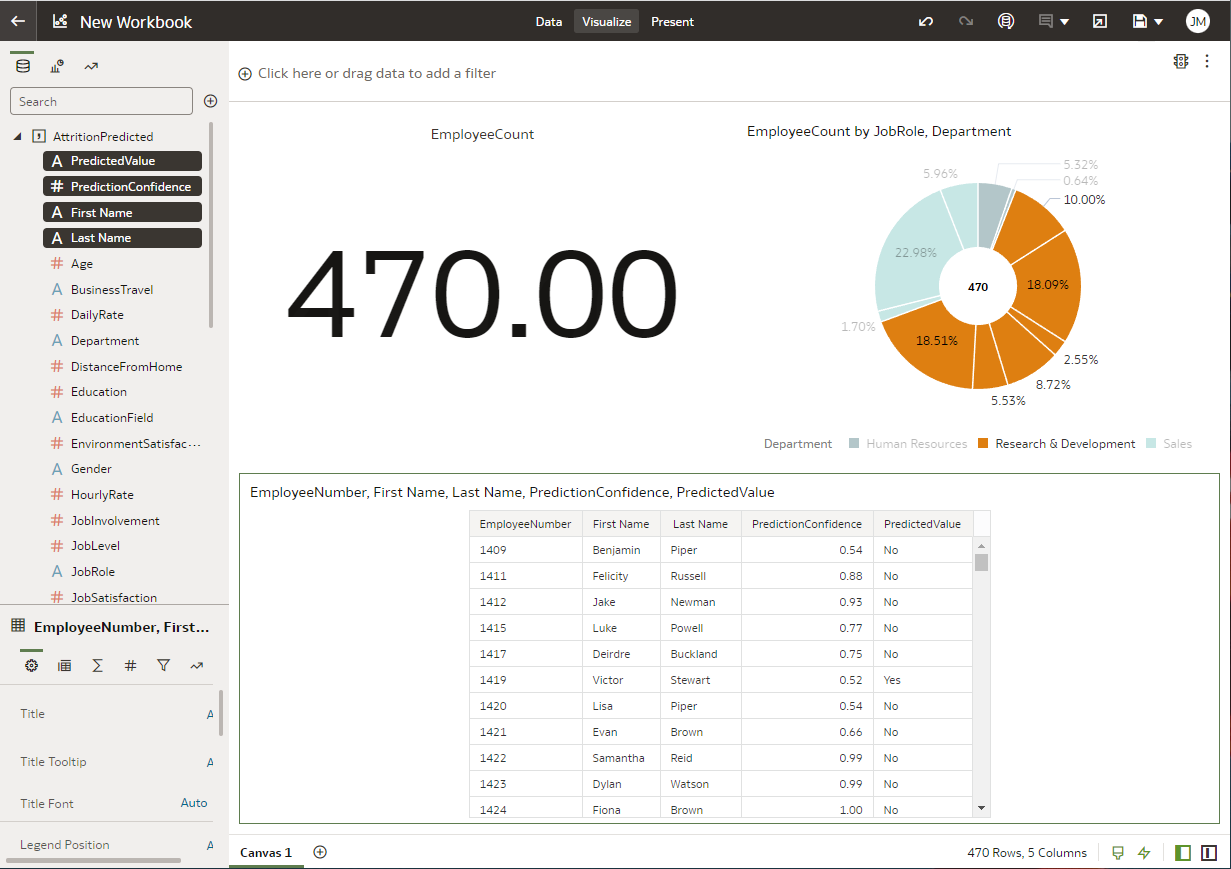 New Workbook
Data Visualize Present
JM
Search
AttritionPredicted
A PredictedValue
# PredictionConfidence
A First Name
A Last Name
# Age
A BusinessTravel
# DailyRate
A Department
# DistanceFromHome
# Education
A EducationField
# EnvironmentSatisfac...
A Gender
# HourlyRate
# JobInvolvement
# JobLevel
A JobRole
# JobSatisfaction
EmployeeNumber, First...
Title A
Title Tooltip A
Title Font Auto
Legend Position A
Click here or drag data to add a filter
EmployeeCount
470.00
EmployeeCount by JobRole, Department
5.32%
0.64%
10.00%
18.09%
2.55%
8.72%
5.53%
18.51%
1.70%
22.98%
5.96%
470
Department Human Resources Research & Development Sales
EmployeeNumber, First Name, Last Name, PredictionConfidence, PredictedValue
EmployeeNumber First Name Last Name PredictionConfidence PredictedValue
1409 Benjamin Piper 0.54 No
1411 Felicity Russell 0.88 No
1412 Jake Newman 0.93 No
1415 Luke Powell 0.77 No
1417 Deirdre Buckland 0.75 No
1419 Victor Stewart 0.52 Yes
1420 Lisa Piper 0.54 No
1421 Evan Brown 0.66 No
1422 Samantha Reid 0.99 No
1423 Dylan Watson 0.99 No
1424 Fiona Brown 1.00 No
Canvas 1
470 Rows, 5 Columns